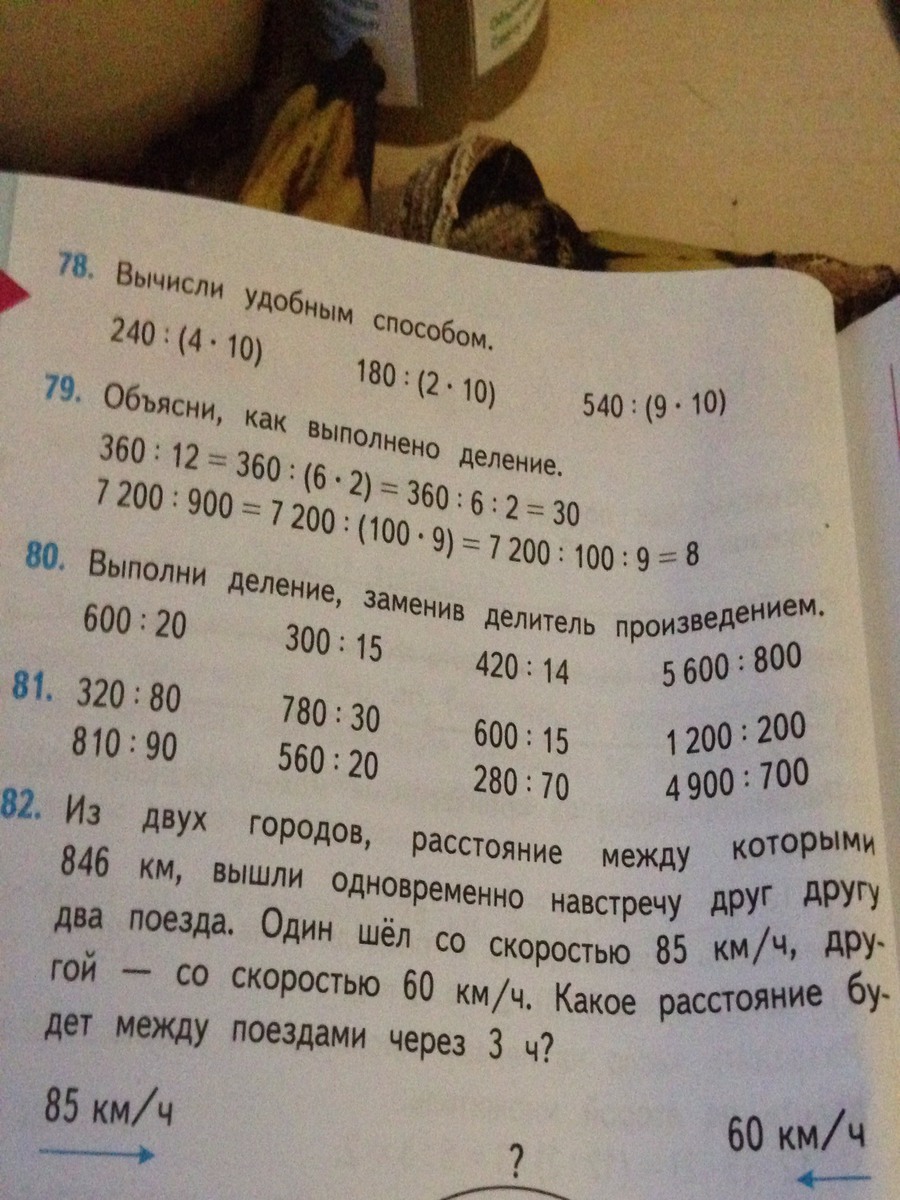 78. Вычисли удобным способом.
240 : (4 · 10) 180 : (2 · 10) 540 : (9 · 10)
79. Объясни, как выполнено деление.
360 : 12 = 360 : (6 · 2) = 360 : 6 : 2 = 30
7 200 : 900 = 7 200 : (100 · 9) = 7 200 : 100 : 9 = 8
80. Выполни деление, заменив делитель произведением.
600 : 20 300 : 15 420 : 14 5 600 : 800
81. 320 : 80 780 : 30 600 : 15 1 200 : 200
810 : 90 560 : 20 280 : 70 4 900 : 700
82. Из двух городов, расстояние между которыми
846 км, вышли одновременно навстречу друг другу
два поезда. Один шёл со скоростью 85 км/ч, дру-
гой — со скоростью 60 км/ч. Какое расстояние бу-
дет между поездами через 3 ч?
85 км/ч 60 км/ч
?